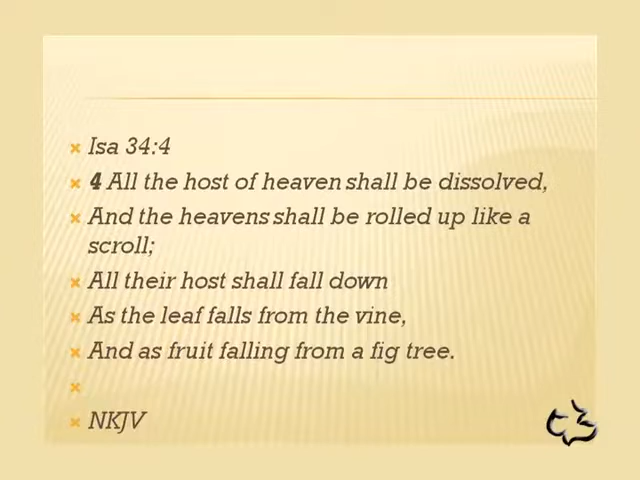 Isa 34:4
4 All the host of heaven shall be dissolved,
And the heavens shall be rolled up like a
scroll;
All their host shall fall down
As the leaf falls from the vine,
And as fruit falling from a fig tree.
NKJV